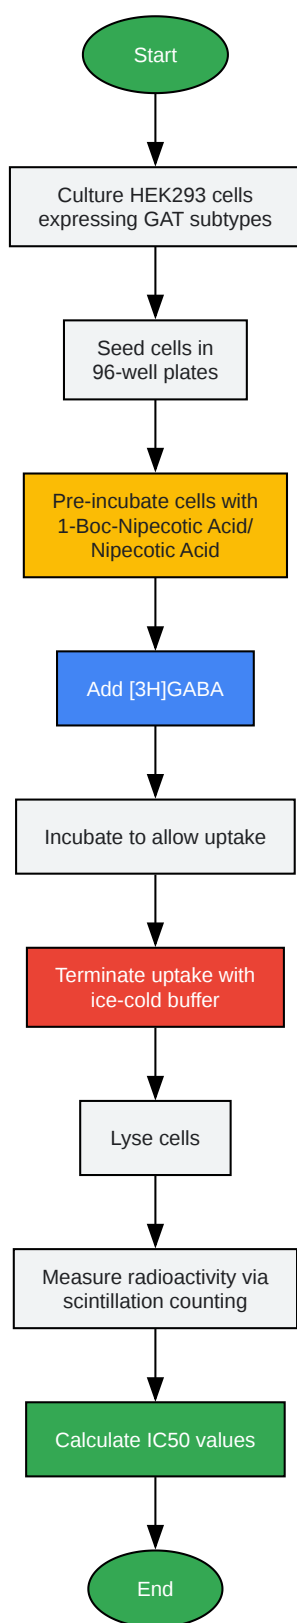 Start
Culture HEK293 cells
expressing GAT subtypes
Seed cells in
96-well plates
Pre-incubate cells with
1-Boc-Nipecotic Acid/
Nipecotic Acid
Add [3H]GABA
Incubate to allow uptake
Terminate uptake with
ice-cold buffer
Lyse cells
Measure radioactivity via
scintillation counting
Calculate IC50 values
End